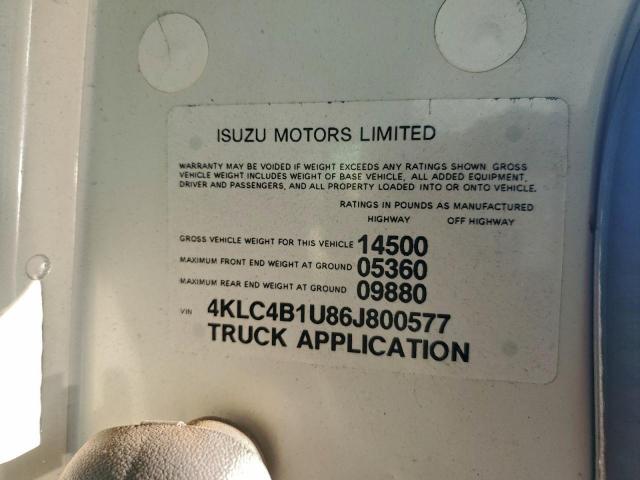 ISUZU MOTORS LIMITED
WARRANTY MAY BE VOIDED IF WEIGHT EXCEEDS ANY RATINGS SHOWN. GROSS
VEHICLE WEIGHT INCLUDES WEIGHT OF BASE VEHICLE, ALL ADDED EQUIPMENT,
DRIVER AND PASSENGERS, AND ALL PROPERTY LOADED INTO OR ONTO VEHICLE.
RATINGS IN POUNDS AS MANUFACTURED
HIGHWAY OFF HIGHWAY
GROSS VEHICLE WEIGHT FOR THIS VEHICLE 14500
MAXIMUM FRONT END WEIGHT AT GROUND 05360
MAXIMUM REAR END WEIGHT AT GROUND 09880
VIN 4KLC4B1U86J800577
TRUCK APPLICATION